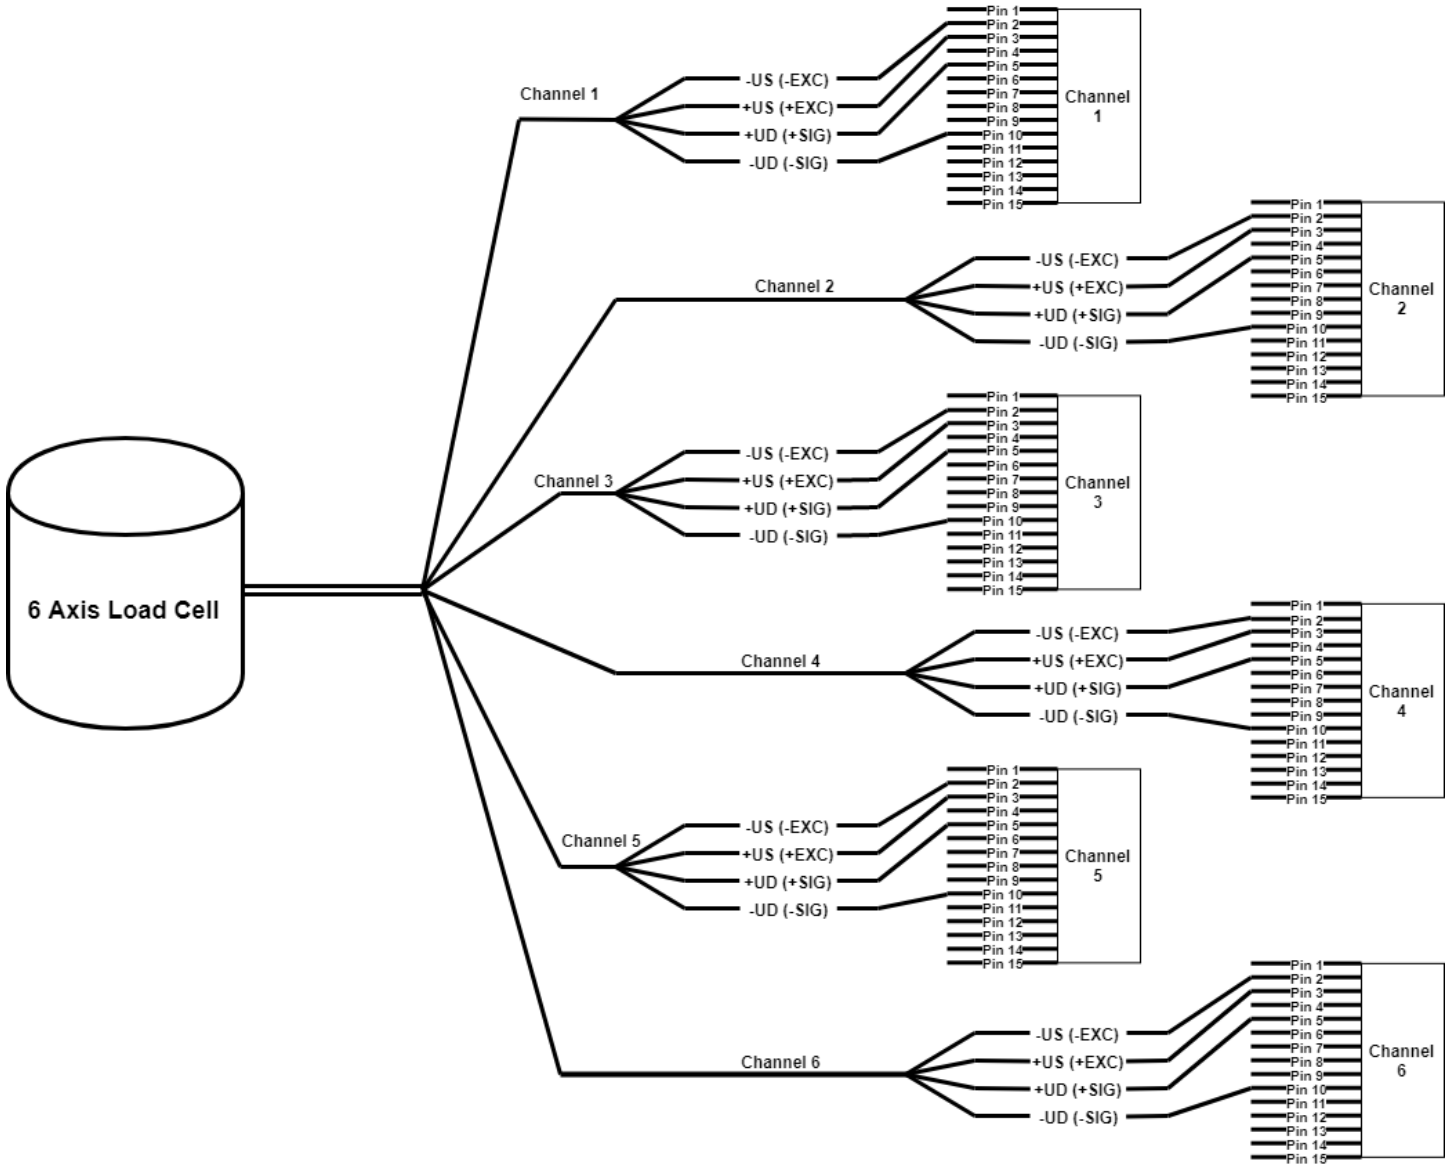 6 Axis Load Cell
Channel 1
-US (-EXC)
+US (+EXC)
+UD (+SIG)
-UD (-SIG)
Pin 1
Pin 2
Pin 3
Pin 4
Pin 5
Pin 6
Pin 7
Pin 8
Pin 9
Pin 10
Pin 11
Pin 12
Pin 13
Pin 14
Pin 15
Channel
1
Channel 2
-US (-EXC)
+US (+EXC)
+UD (+SIG)
-UD (-SIG)
Pin 1
Pin 2
Pin 3
Pin 4
Pin 5
Pin 6
Pin 7
Pin 8
Pin 9
Pin 10
Pin 11
Pin 12
Pin 13
Pin 14
Pin 15
Channel
2
Channel 3
-US (-EXC)
+US (+EXC)
+UD (+SIG)
-UD (-SIG)
Pin 1
Pin 2
Pin 3
Pin 4
Pin 5
Pin 6
Pin 7
Pin 8
Pin 9
Pin 10
Pin 11
Pin 12
Pin 13
Pin 14
Pin 15
Channel
3
Channel 4
-US (-EXC)
+US (+EXC)
+UD (+SIG)
-UD (-SIG)
Pin 1
Pin 2
Pin 3
Pin 4
Pin 5
Pin 6
Pin 7
Pin 8
Pin 9
Pin 10
Pin 11
Pin 12
Pin 13
Pin 14
Pin 15
Channel
4
Channel 5
-US (-EXC)
+US (+EXC)
+UD (+SIG)
-UD (-SIG)
Pin 1
Pin 2
Pin 3
Pin 4
Pin 5
Pin 6
Pin 7
Pin 8
Pin 9
Pin 10
Pin 11
Pin 12
Pin 13
Pin 14
Pin 15
Channel
5
Channel 6
-US (-EXC)
+US (+EXC)
+UD (+SIG)
-UD (-SIG)
Pin 1
Pin 2
Pin 3
Pin 4
Pin 5
Pin 6
Pin 7
Pin 8
Pin 9
Pin 10
Pin 11
Pin 12
Pin 13
Pin 14
Pin 15
Channel
6